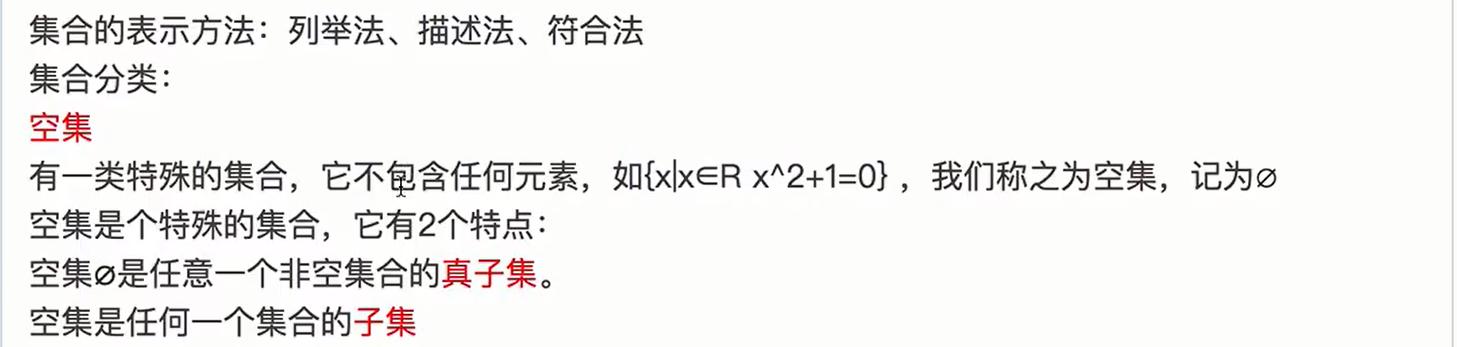 集合的表示方法：列举法、描述法、符合法
集合分类：
空集
有一类特殊的集合，它不包含任何元素，如{x|x∈R x^2+1=0} ，我们称之为空集，记为∅
空集是个特殊的集合，它有2个特点：
空集∅是任意一个非空集合的真子集。
空集是任何一个集合的子集